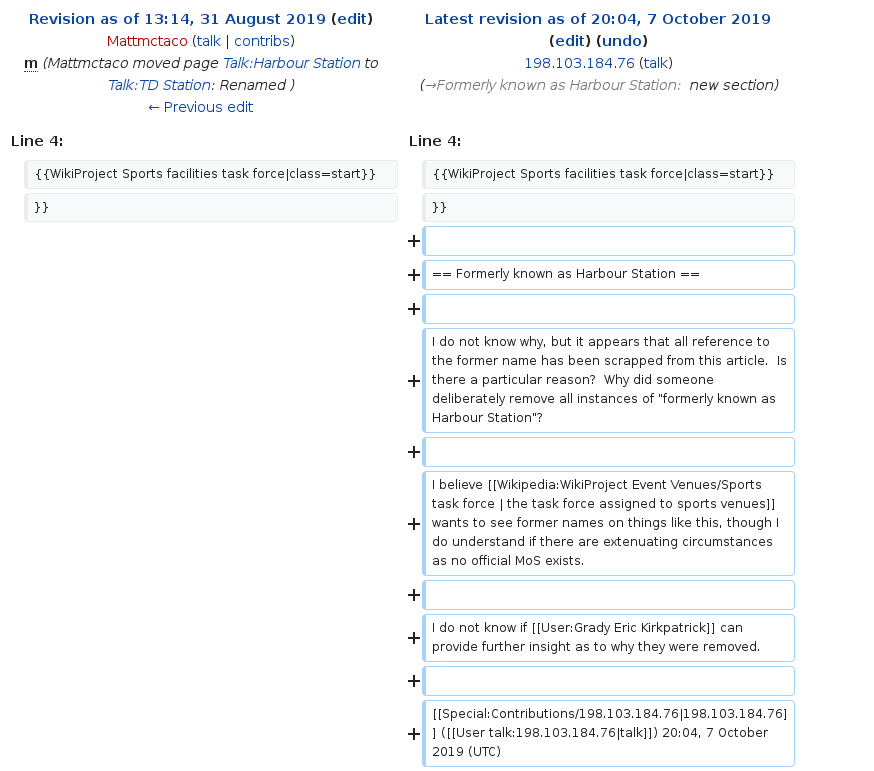 Revision as of 13:14, 31 August 2019 (edit)
Mattmctaco (talk | contribs)
m (Mattmctaco moved page Talk:Harbour Station to
Talk:TD Station: Renamed )
← Previous edit
Latest revision as of 20:04, 7 October 2019
(edit) (undo)
198.103.184.76 (talk)
(→Formerly known as Harbour Station: new section)
Line 4:
Line 4:
{{WikiProject Sports facilities task force|class=start}}
{{WikiProject Sports facilities task force|class=start}}
}}
}}
+
+ == Formerly known as Harbour Station ==
+
I do not know why, but it appears that all reference to
the former name has been scrapped from this article.  Is
+ there a particular reason?  Why did someone
deliberately remove all instances of "formerly known as
Harbour Station"?
+
I believe [[Wikipedia:WikiProject Event Venues/Sports
task force | the task force assigned to sports venues]]
+ wants to see former names on things like this, though I
do understand if there are extenuating circumstances
as no official MoS exists.
+
+ I do not know if [[User:Grady Eric Kirkpatrick]] can
provide further insight as to why they were removed.
+
[[Special:Contributions/198.103.184.76|198.103.184.76]
+ ] ([[User talk:198.103.184.76|talk]]) 20:04, 7 October
2019 (UTC)